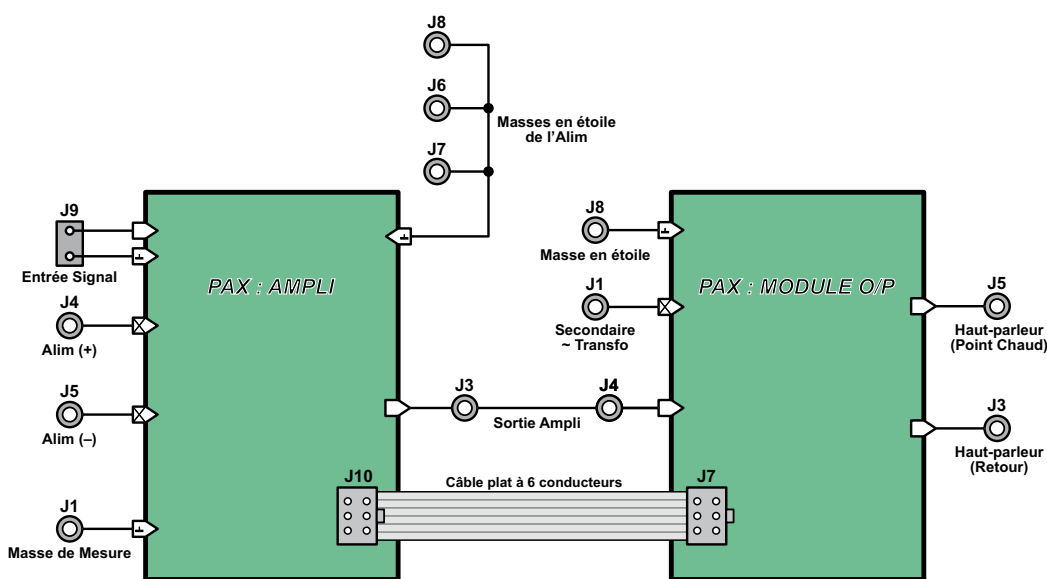 J8
J6
Masses en étoile
de l'Alim
J7
J9
Entrée Signal
PAX : AMPLI
J4
Alim (+)
J5
Alim (–)
J1
Masse de Mesure
J3
Sortie Ampli
J4
J10
Câble plat à 6 conducteurs
J7
J8
Masse en étoile
J1
Secondaire
~ Transfo
PAX : MODULE O/P
J5
Haut-parleur
(Point Chaud)
J3
Haut-parleur
(Retour)